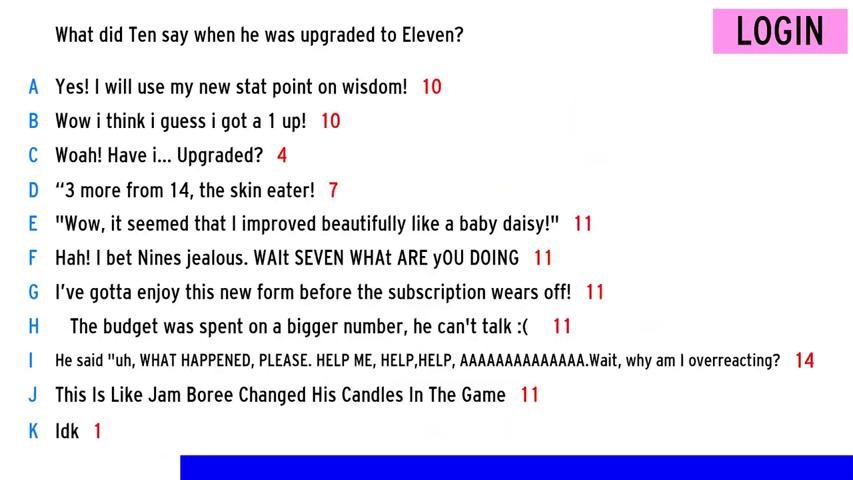 What did Ten say when he was upgraded to Eleven?
LOGIN
A Yes! I will use my new stat point on wisdom! 10
B Wow i think i guess i got a 1 up! 10
C Woah! Have i... Upgraded? 4
D “3 more from 14, the skin eater! 7
E "Wow, it seemed that I improved beautifully like a baby daisy!" 11
F Hah! I bet Nines jealous. WAIt SEVEN WHAt ARE yOU DOING 11
G I’ve gotta enjoy this new form before the subscription wears off! 11
H The budget was spent on a bigger number, he can't talk :( 11
I He said "uh, WHAT HAPPENED, PLEASE. HELP ME, HELP,HELP, AAAAAAAAAAAAAA.Wait, why am I overreacting? 14
J This Is Like Jam Boree Changed His Candles In The Game 11
K Idk 1